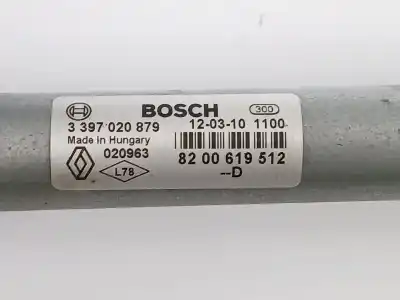 BOSCH 300
3 397 020 879 12-03-10 1100
Made in Hungary
020963 82 00 619 512
L78 --D